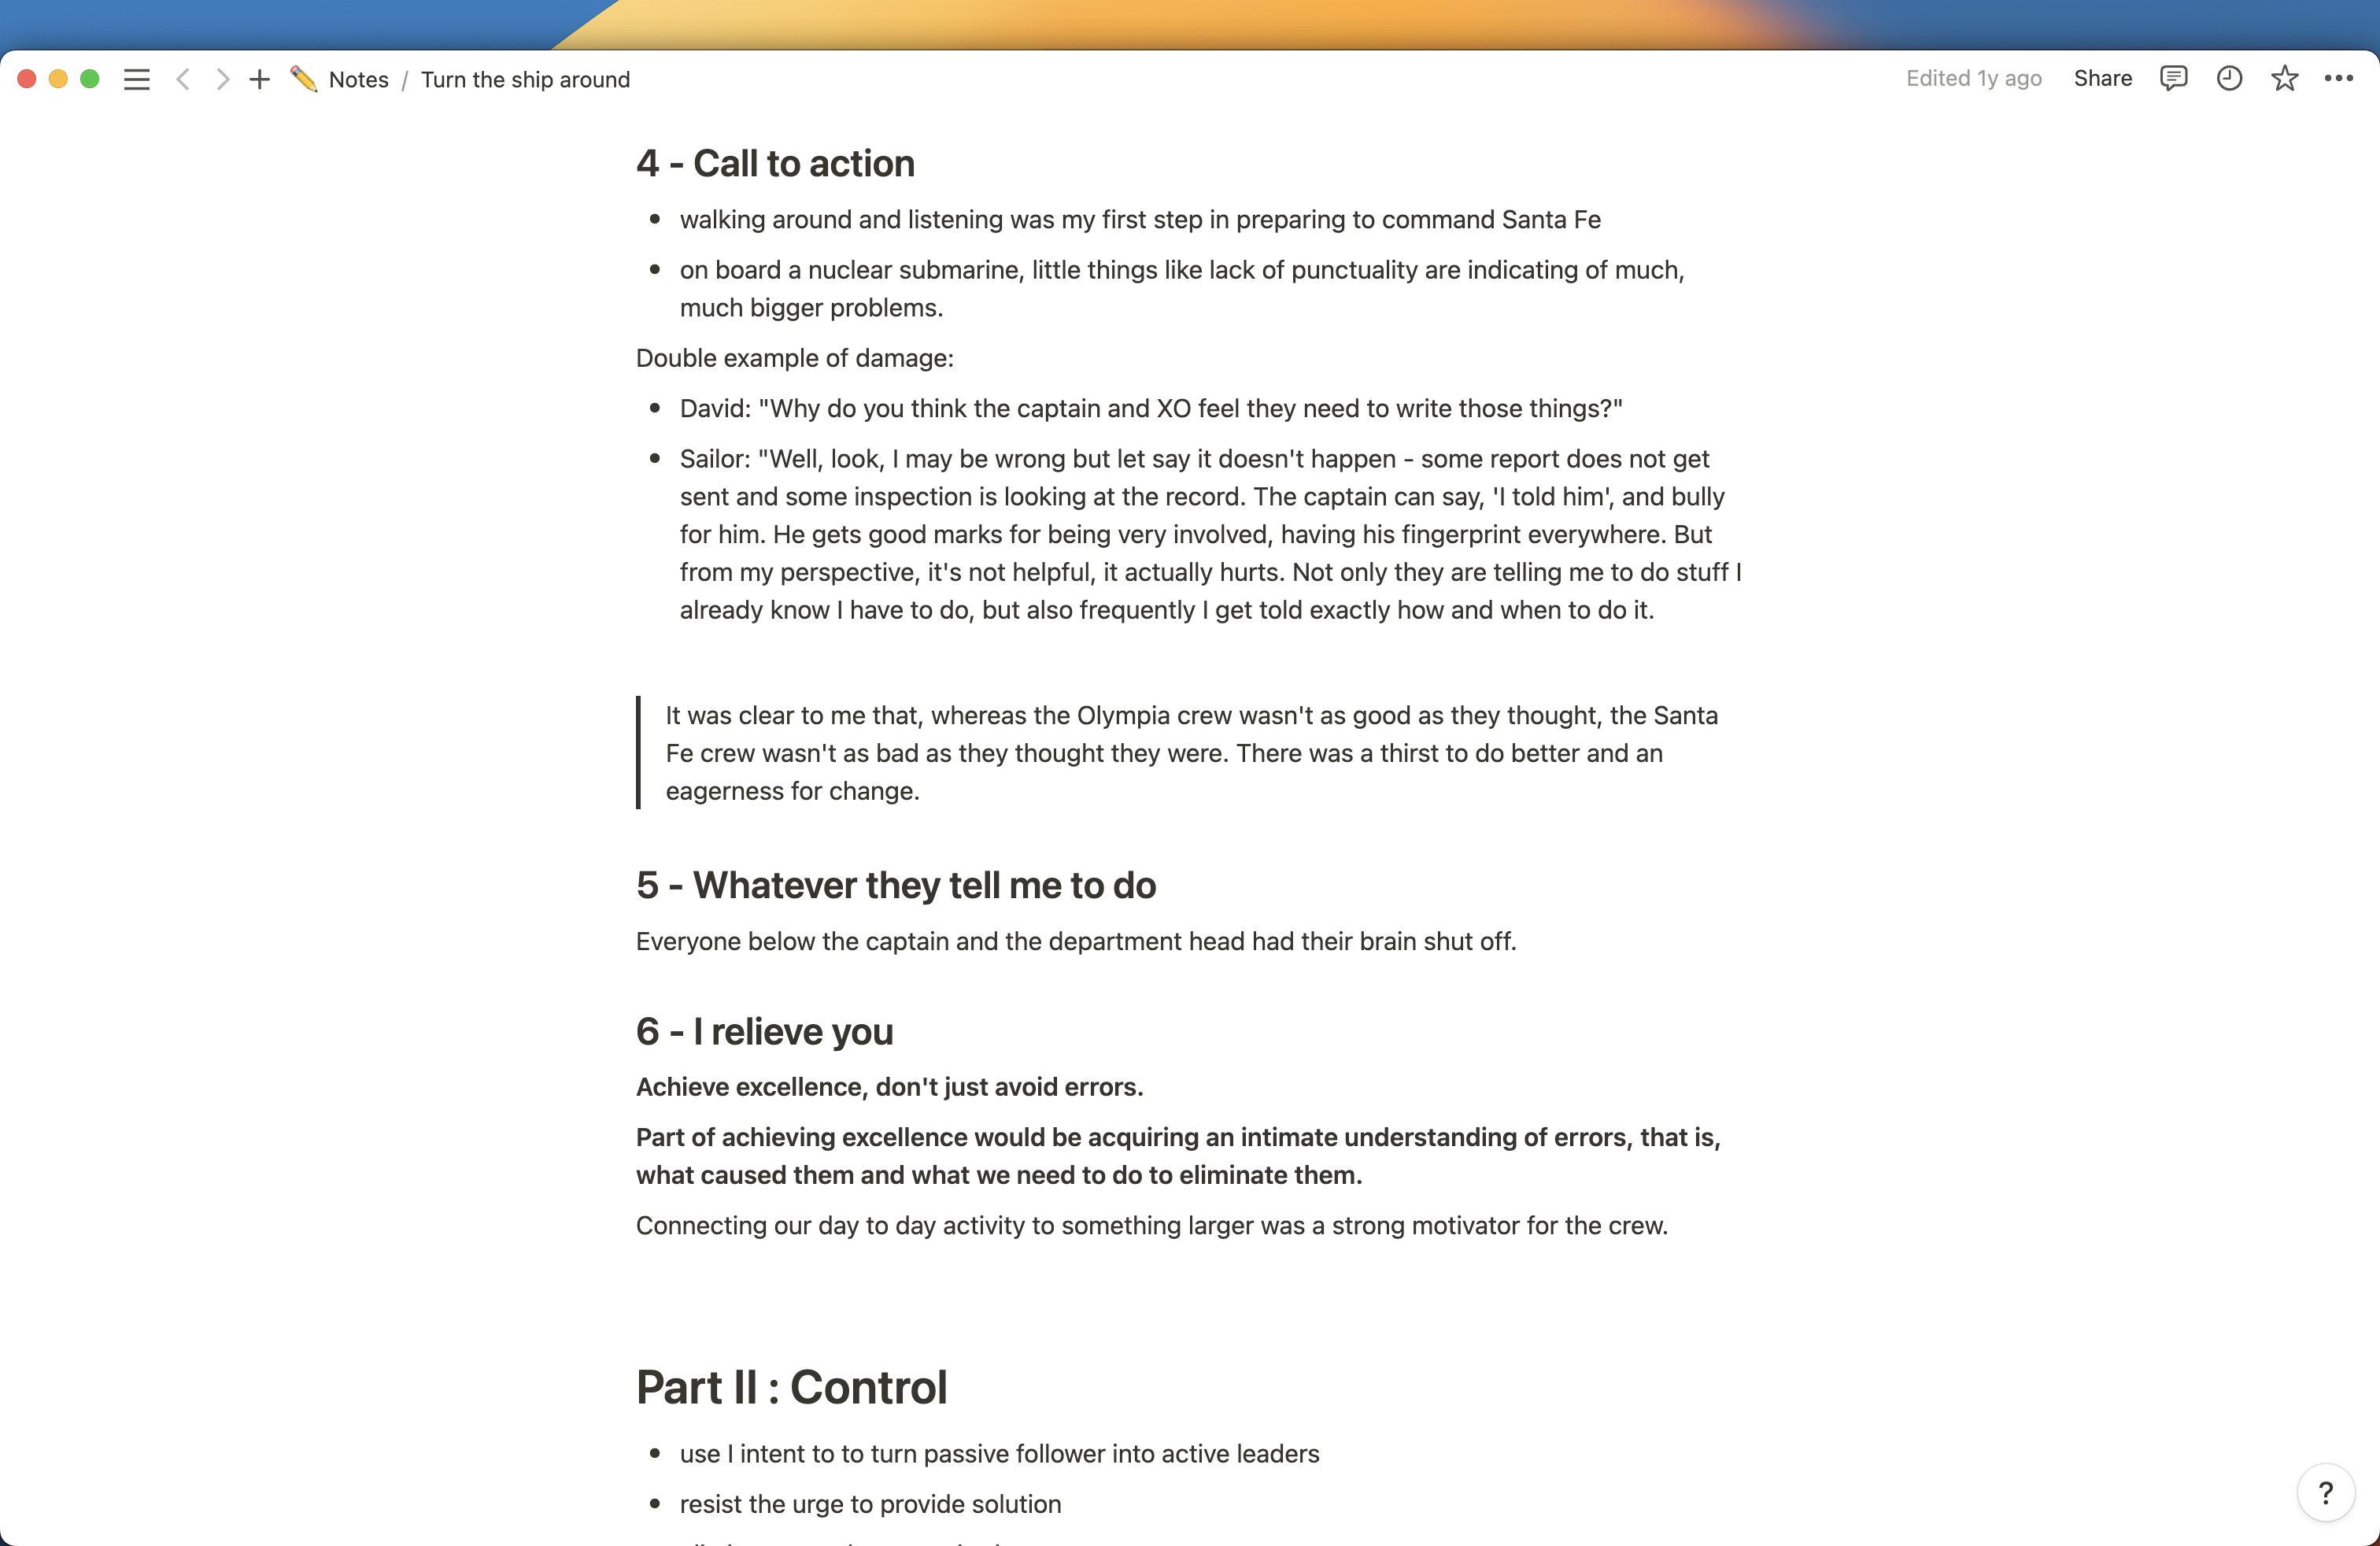 Notes / Turn the ship around
Edited 1y ago Share
4 - Call to action
• walking around and listening was my first step in preparing to command Santa Fe
• on board a nuclear submarine, little things like lack of punctuality are indicating of much,
much bigger problems.
Double example of damage:
• David: "Why do you think the captain and XO feel they need to write those things?"
• Sailor: "Well, look, I may be wrong but let say it doesn't happen - some report does not get
sent and some inspection is looking at the record. The captain can say, 'I told him', and bully
for him. He gets good marks for being very involved, having his fingerprint everywhere. But
from my perspective, it's not helpful, it actually hurts. Not only they are telling me to do stuff I
already know I have to do, but also frequently I get told exactly how and when to do it.
It was clear to me that, whereas the Olympia crew wasn't as good as they thought, the Santa
Fe crew wasn't as bad as they thought they were. There was a thirst to do better and an
eagerness for change.
5 - Whatever they tell me to do
Everyone below the captain and the department head had their brain shut off.
6 - I relieve you
Achieve excellence, don't just avoid errors.
Part of achieving excellence would be acquiring an intimate understanding of errors, that is,
what caused them and what we need to do to eliminate them.
Connecting our day to day activity to something larger was a strong motivator for the crew.
Part II : Control
• use I intent to to turn passive follower into active leaders
• resist the urge to provide solution
?